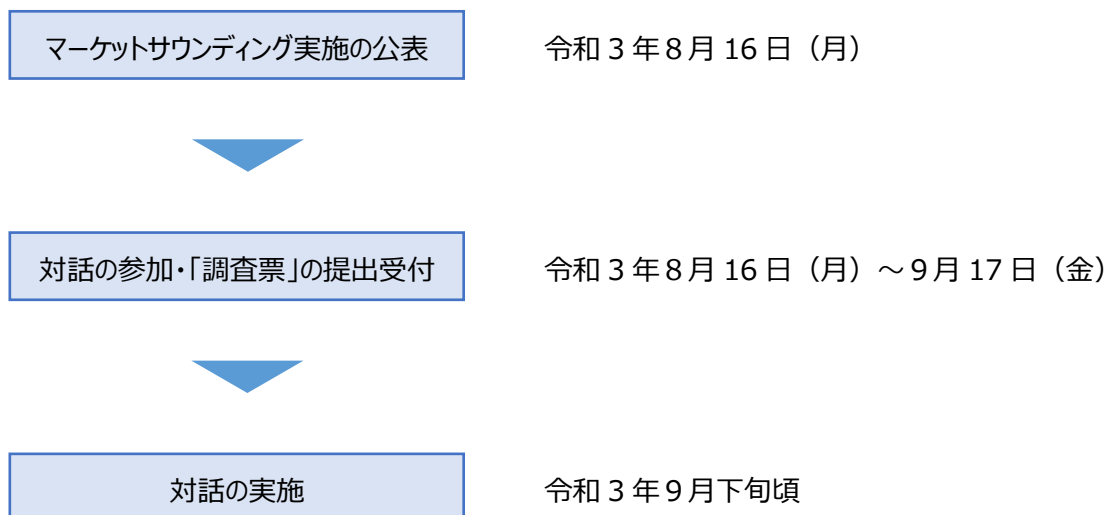 マーケットサウンディング実施の公表 令和3年8月16日（月）
対話の参加・「調査票」の提出受付 令和3年8月16日（月）～9月17日（金）
対話の実施 令和3年9月下旬頃